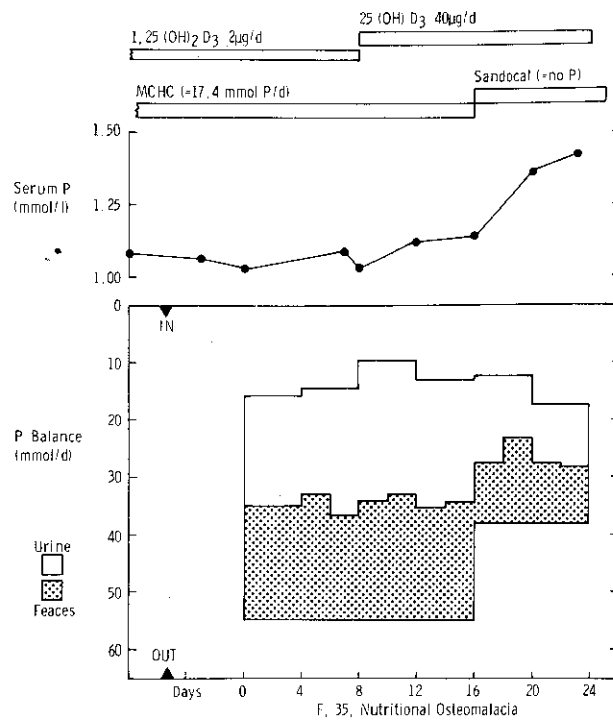 1,25 (OH)2 D3 2µg/d
25 (OH) D3 40µg/d
MCHC (=17.4 mmol P/d)
Sandocal (=no P)
1.50
Serum P
(mmol/l)
1.25
1.00
0
IN
10
20
P Balance
(mmol/d)
30
40
Urine
50
Feaces
60
OUT
Days 0 4 8 12 16 20 24
F, 35, Nutritional Osteomalacia